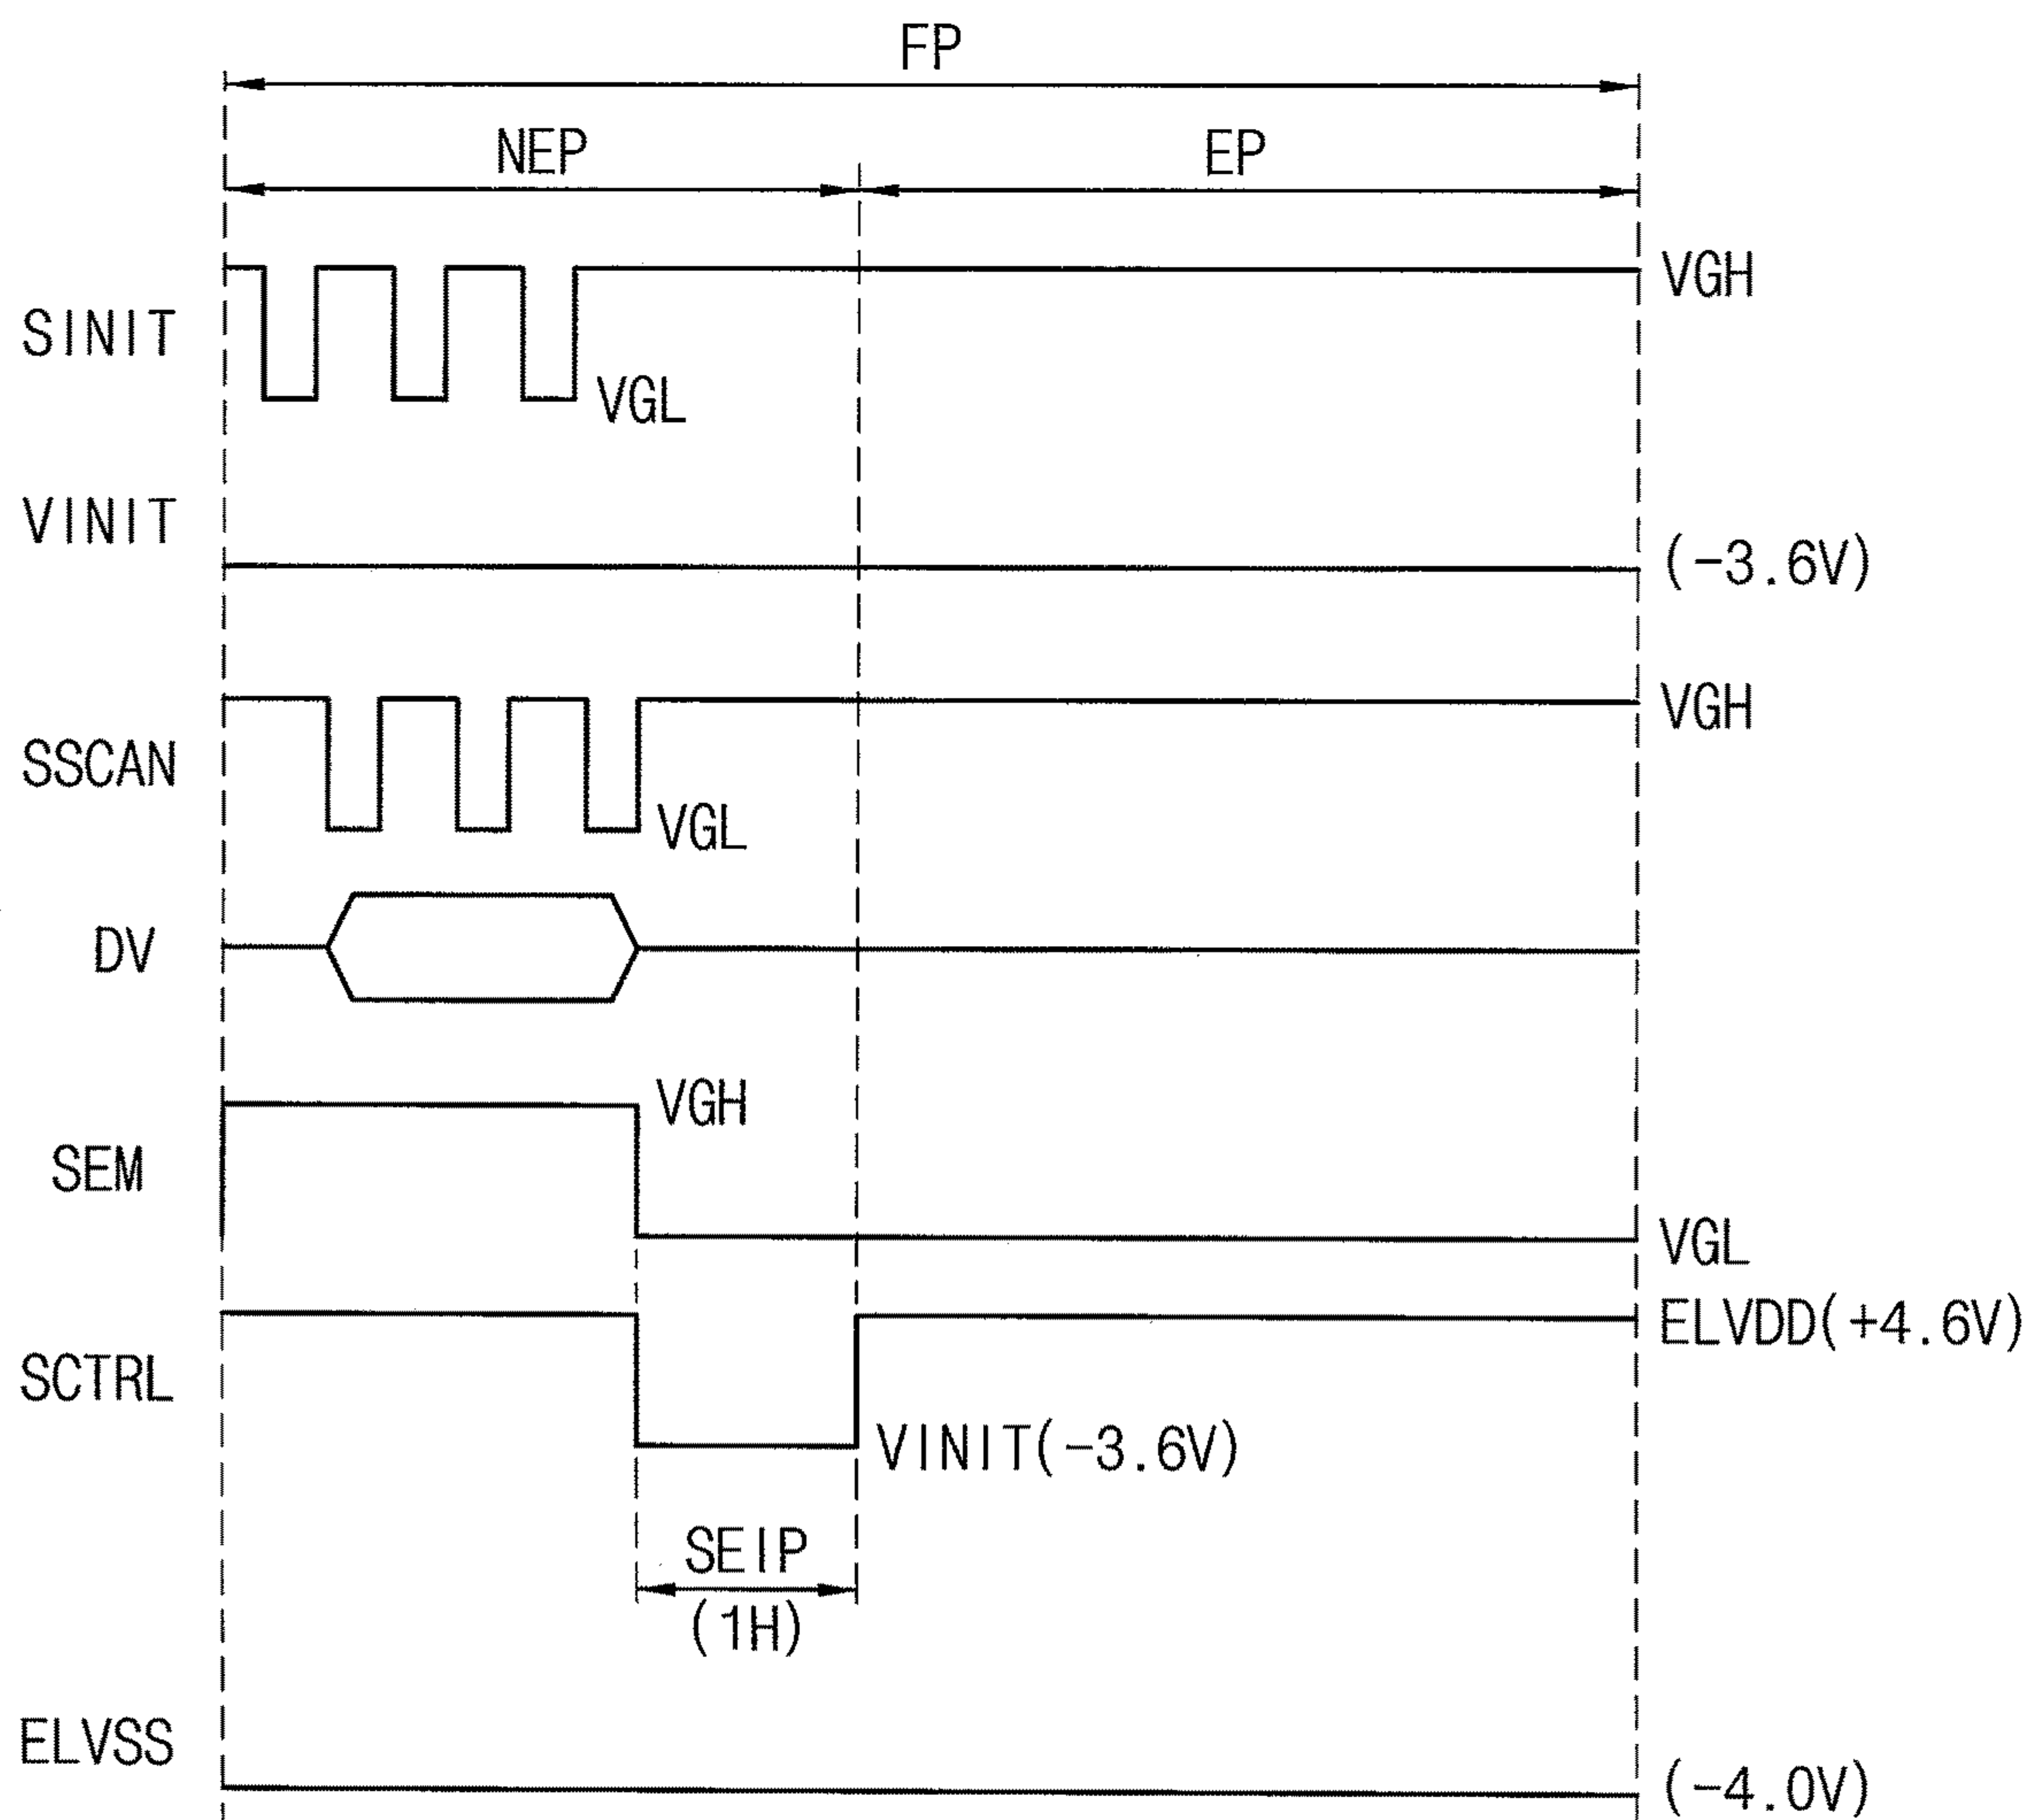 FP
NEP
EP
SINIT
VGH
VGL
VINIT
(-3.6V)
SSCAN
VGH
VGL
DV
SEM
VGH
VGL
SCTRL
ELVDD(+4.6V)
VINIT(-3.6V)
SEIP
(1H)
ELVSS
(-4.0V)